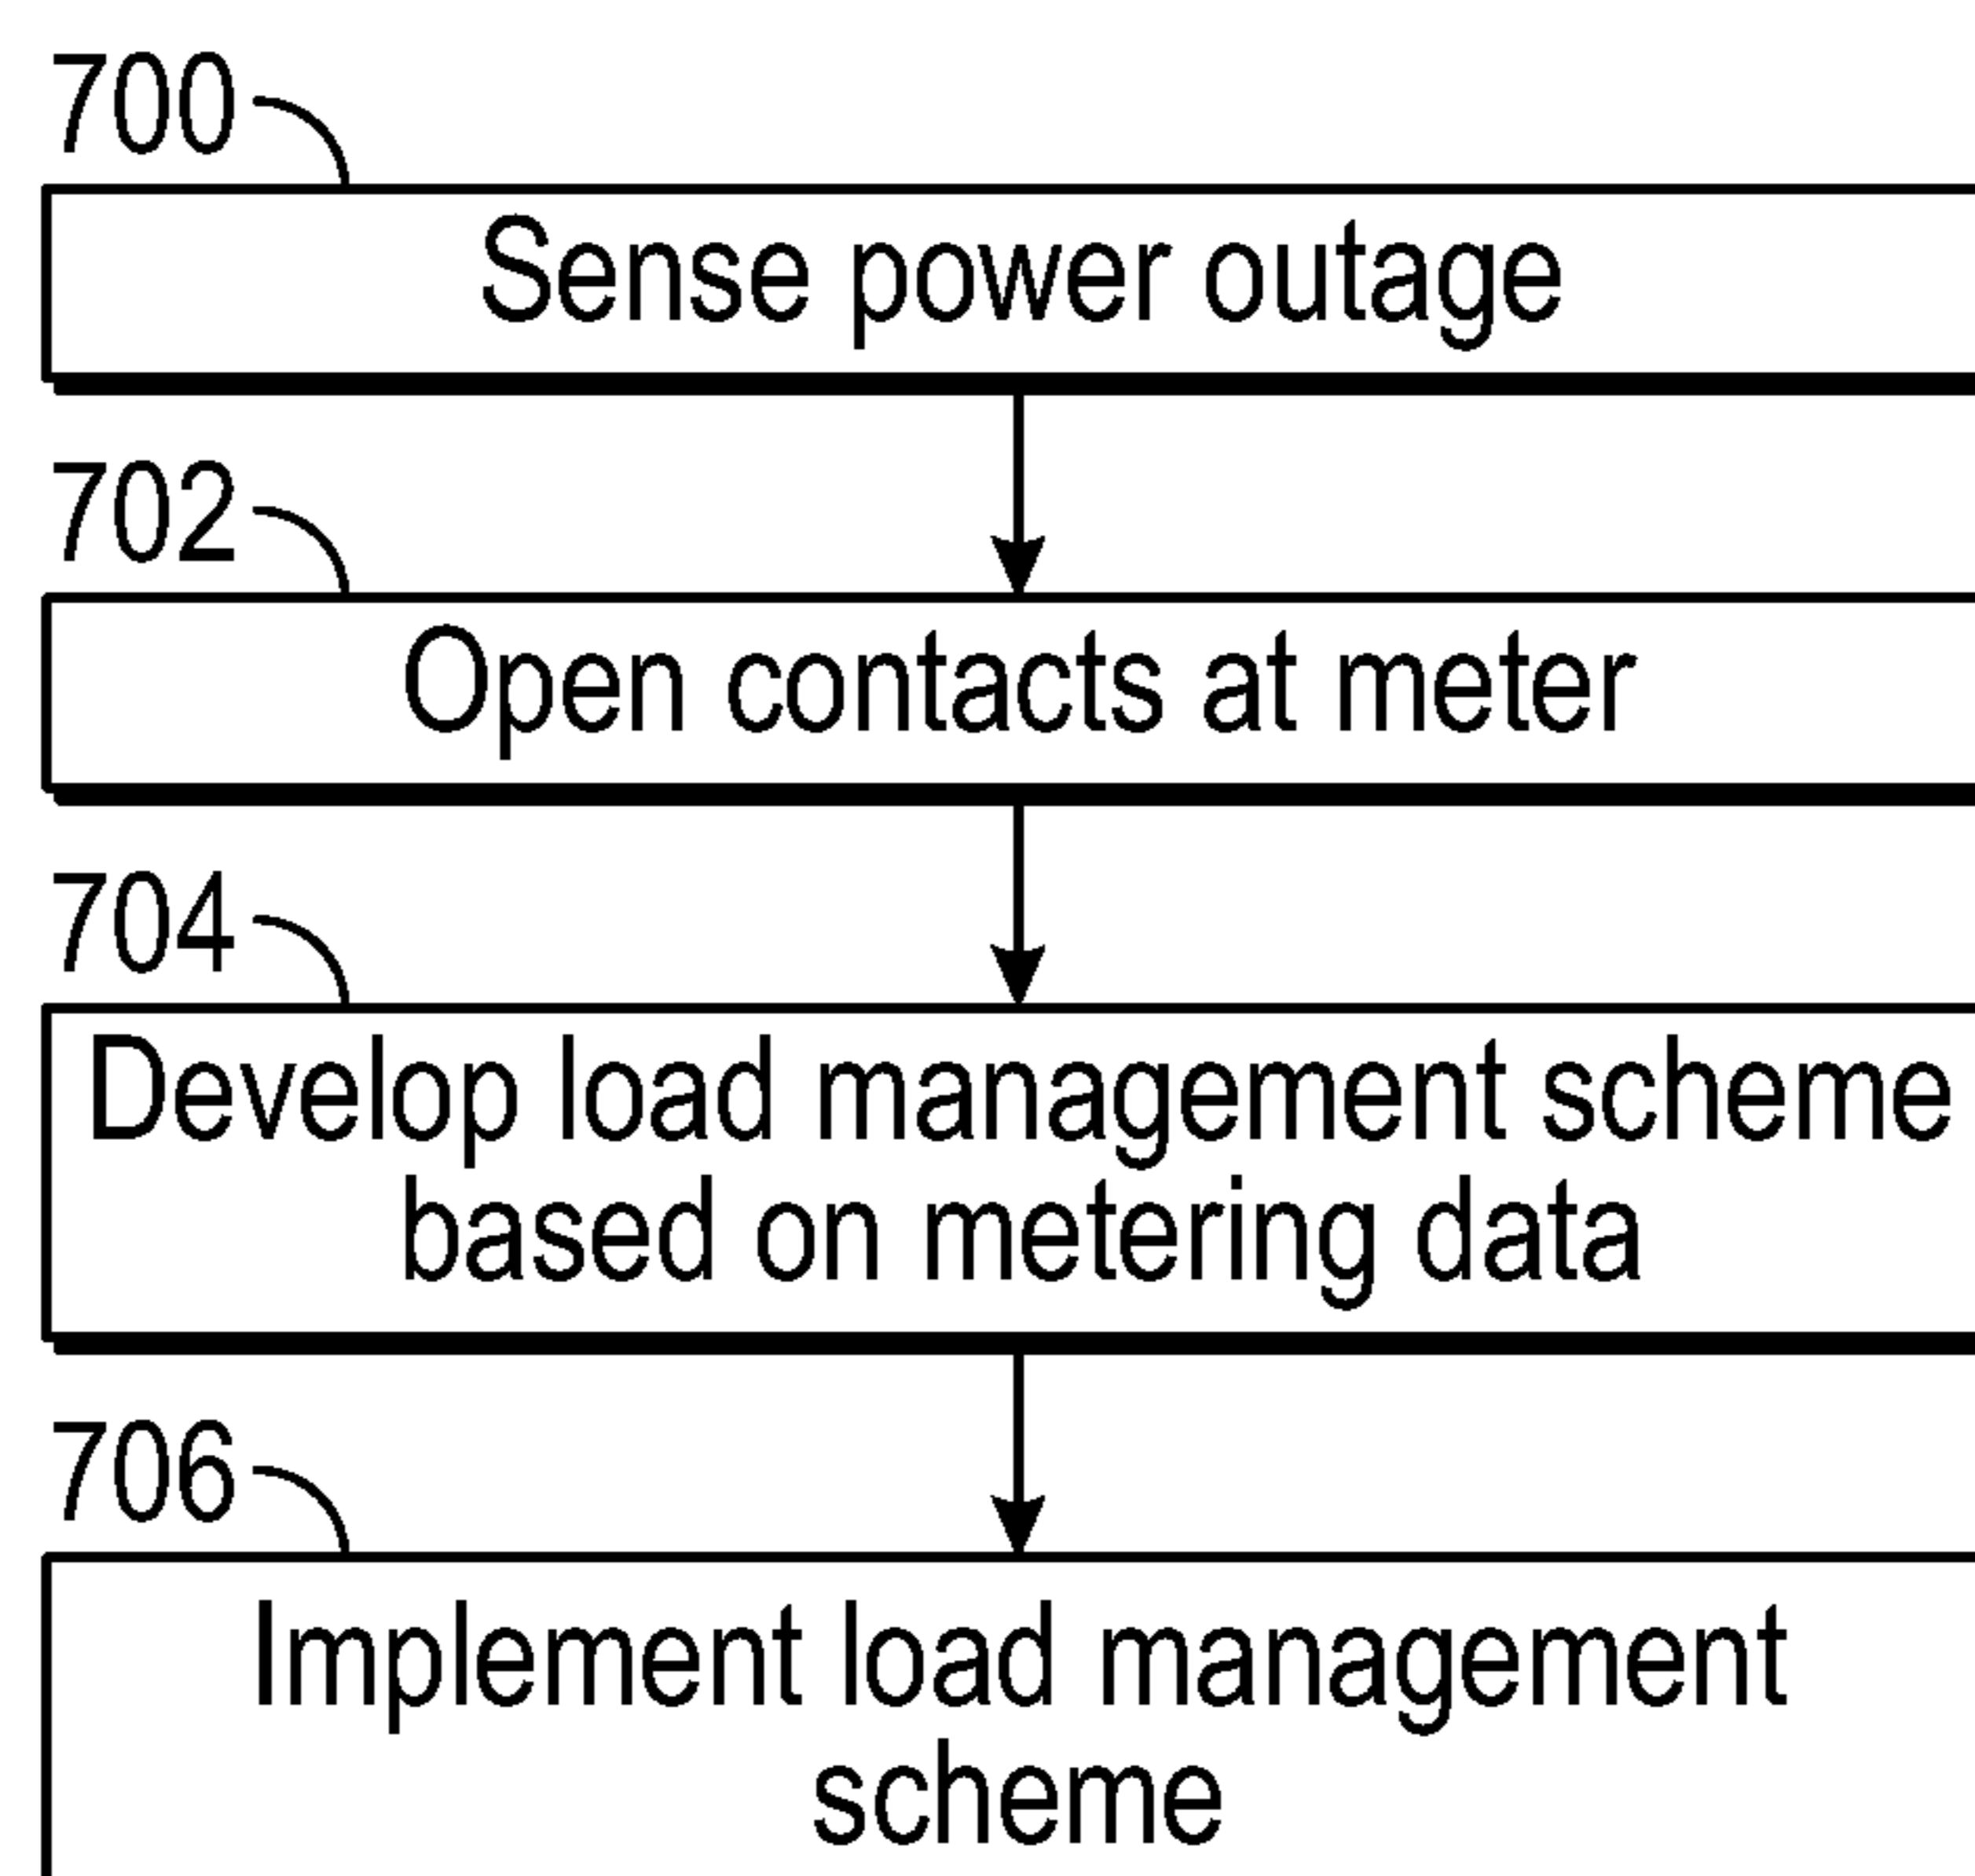 700
Sense power outage
702
Open contacts at meter
704
Develop load management scheme
based on metering data
706
Implement load management
scheme